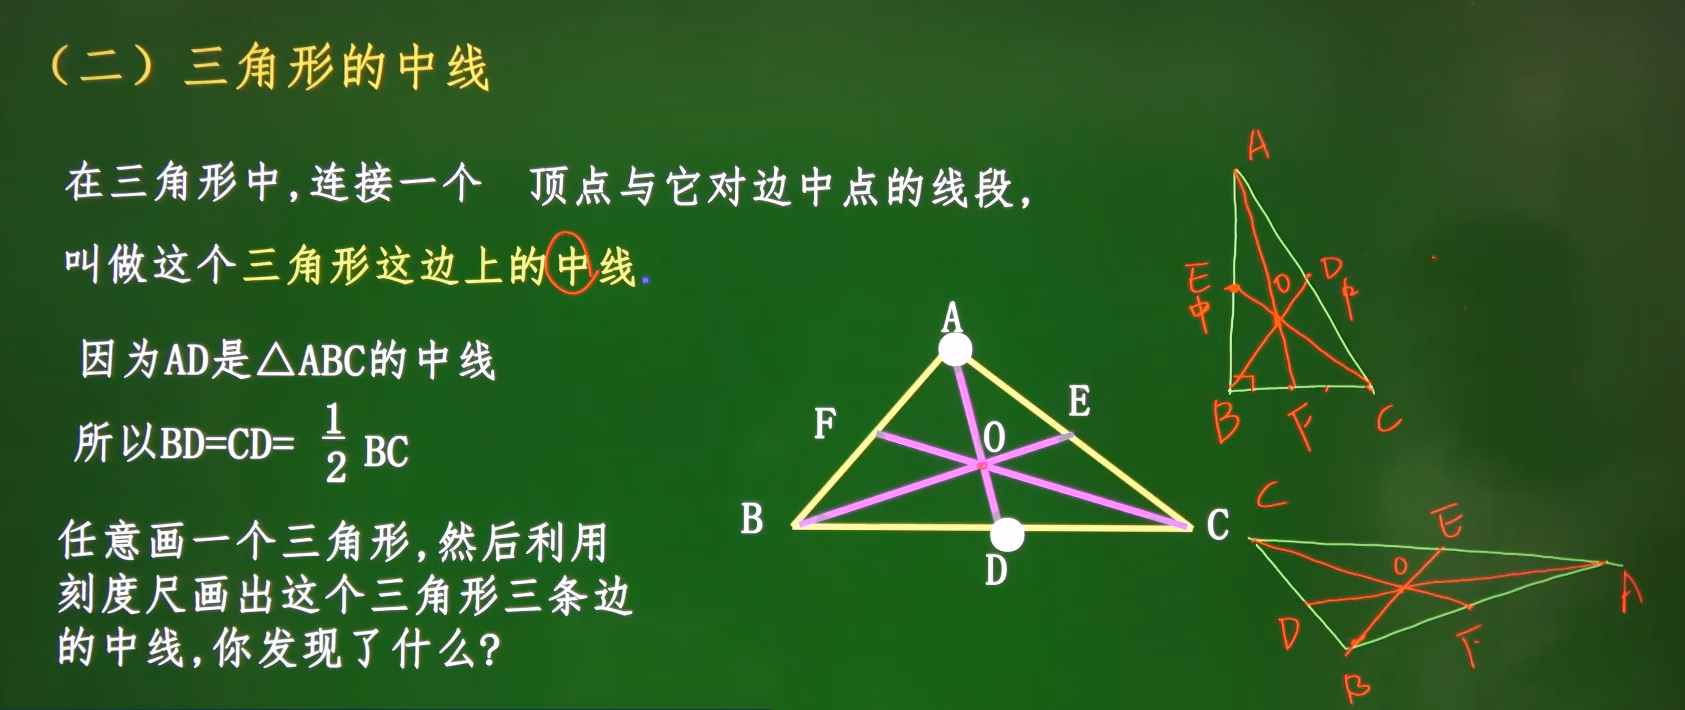 （二）三角形的中线
在三角形中,连接一个 顶点与它对边中点的线段,
叫做这个三角形这边上的中线.
因为AD是△ABC的中线
所以BD=CD= 1/2 BC
任意画一个三角形,然后利用
刻度尺画出这个三角形三条边
的中线,你发现了什么?
A
F
E
O
B
C
D
A
E
中
O
D
中
B
F
C
C
E
O
A
D
F
B